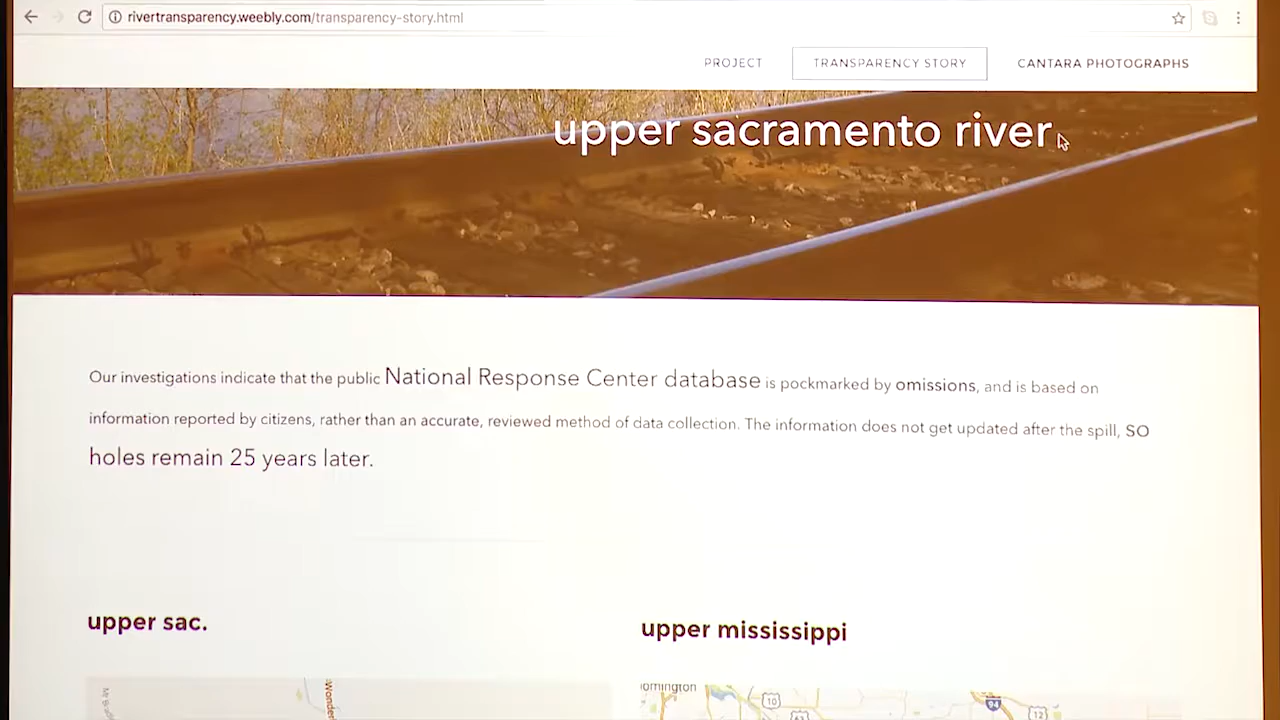 rivertransparency.weebly.com/transparency-story.html
PROJECT TRANSPARENCY STORY CANTARA PHOTOGRAPHS
upper sacramento river
Our investigations indicate that the public National Response Center database is pockmarked by omissions, and is based on
information reported by citizens, rather than an accurate, reviewed method of data collection. The information does not get updated after the spill, so
holes remain 25 years later.
upper sac. upper mississippi
10
94
12